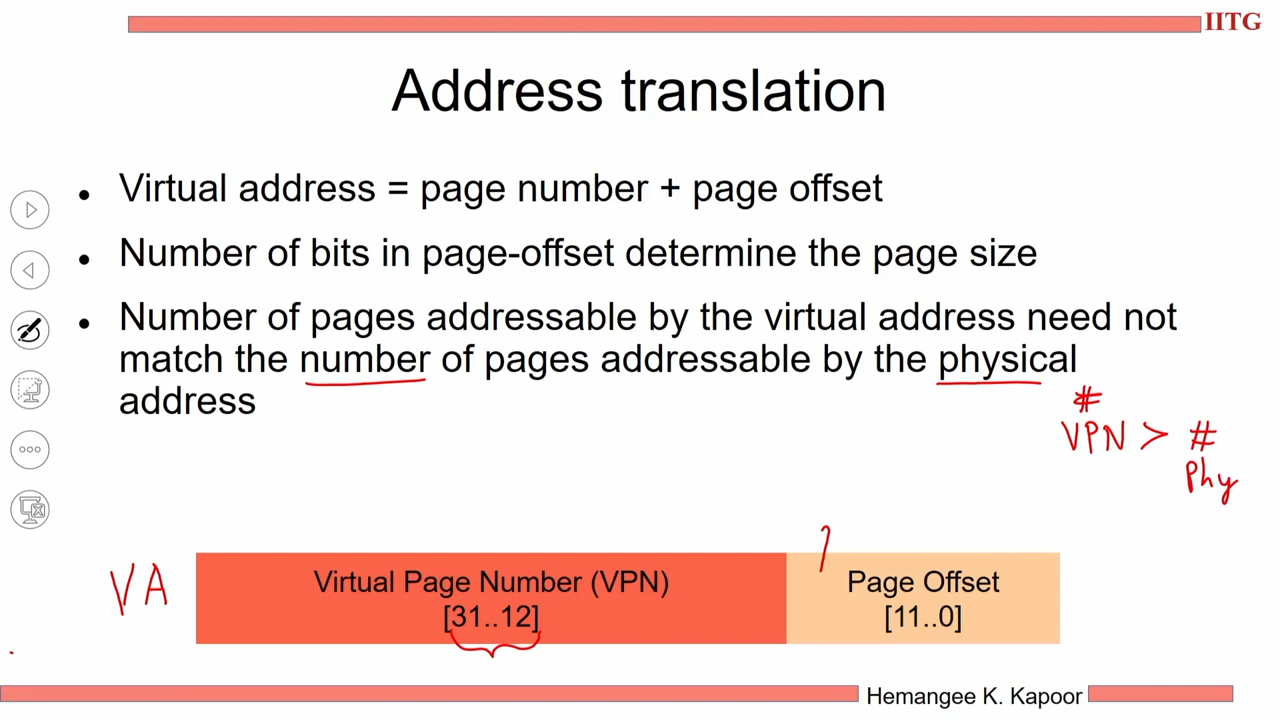 IITG
Address translation
• Virtual address = page number + page offset
• Number of bits in page-offset determine the page size
• Number of pages addressable by the virtual address need not
match the number of pages addressable by the physical
address
#
VPN > #
Phy
VA
Virtual Page Number (VPN)
[31..12]
Page Offset
[11..0]
Hemangee K. Kapoor